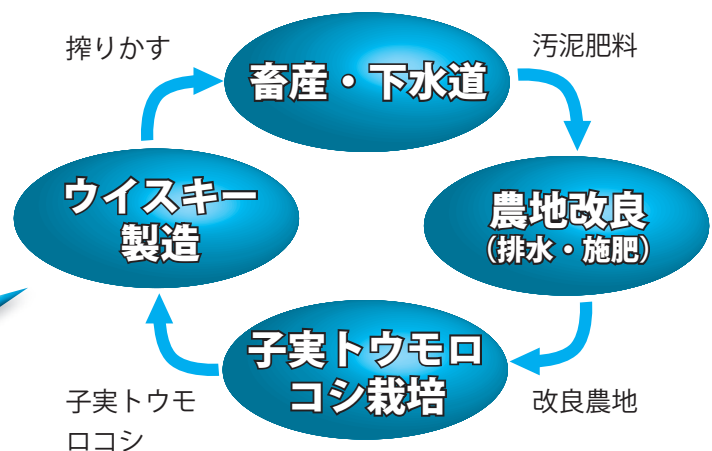 搾りかす
畜産・下水道
汚泥肥料
ウイスキー
製造
農地改良
（排水・施肥）
子実トウモロ
コシ栽培
子実トウモ
ロコシ
改良農地